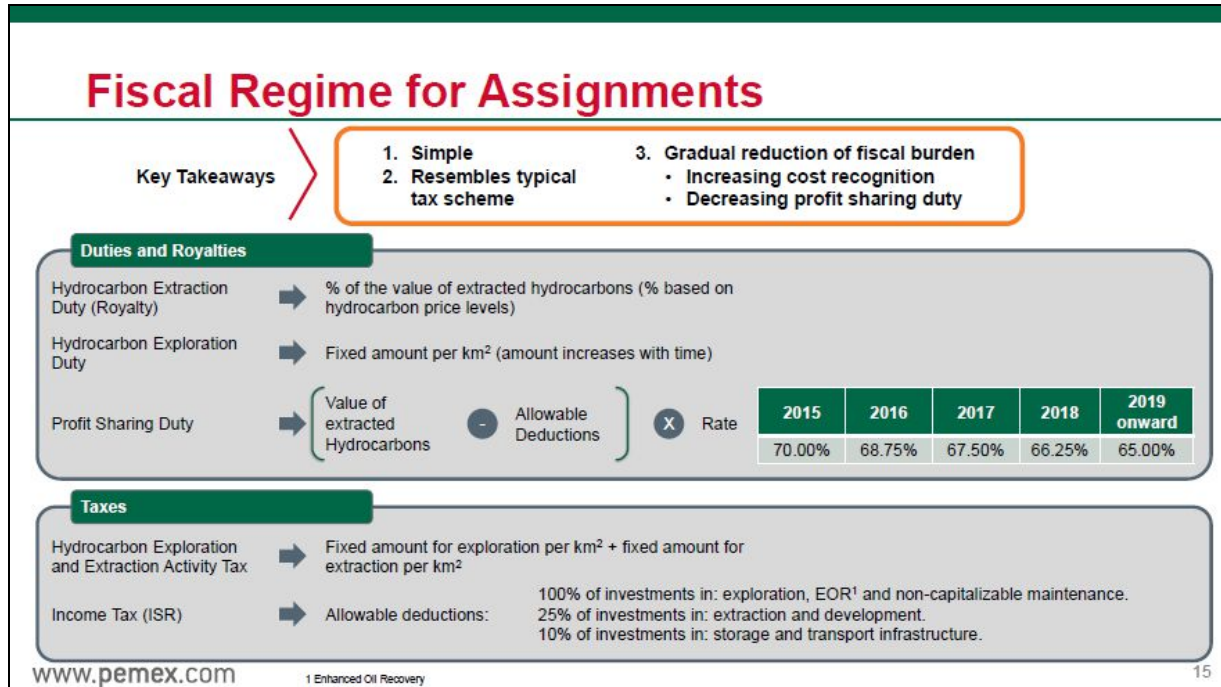 Fiscal Regime for Assignments
Key Takeaways
1. Simple
2. Resembles typical
tax scheme
3. Gradual reduction of fiscal burden
• Increasing cost recognition
• Decreasing profit sharing duty
Duties and Royalties
Hydrocarbon Extraction
Duty (Royalty)
% of the value of extracted hydrocarbons (% based on
hydrocarbon price levels)
Hydrocarbon Exploration
Duty
Fixed amount per km² (amount increases with time)
Profit Sharing Duty
Value of
extracted
Hydrocarbons
-
Allowable
Deductions
X
Rate
2015 2016 2017 2018 2019 onward
70.00% 68.75% 67.50% 66.25% 65.00%
Taxes
Hydrocarbon Exploration
and Extraction Activity Tax
Fixed amount for exploration per km² + fixed amount for
extraction per km²
Income Tax (ISR)
Allowable deductions:
100% of investments in: exploration, EOR¹ and non-capitalizable maintenance.
25% of investments in: extraction and development.
10% of investments in: storage and transport infrastructure.
www.pemex.com
1 Enhanced Oil Recovery
15